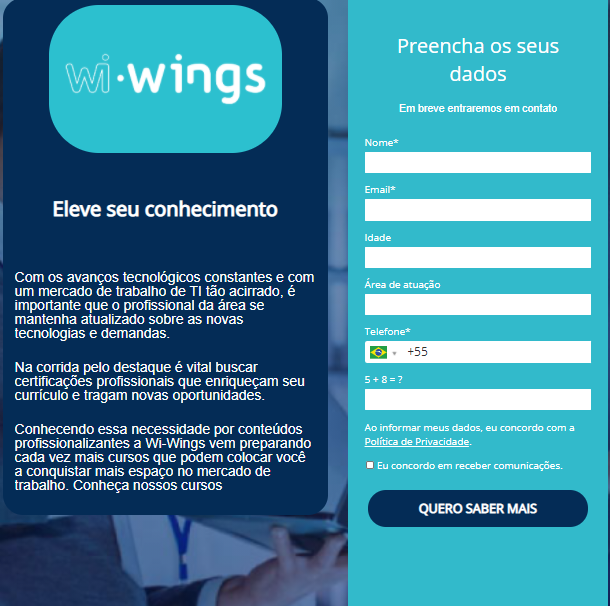 wi·wings
Eleve seu conhecimento
Com os avanços tecnológicos constantes e com
um mercado de trabalho de TI tão acirrado, é
importante que o profissional da área se
mantenha atualizado sobre as novas
tecnologias e demandas.
Na corrida pelo destaque é vital buscar
certificações profissionais que enriqueçam seu
currículo e tragam novas oportunidades.
Conhecendo essa necessidade por conteúdos
profissionalizantes a Wi-Wings vem preparando
cada vez mais cursos que podem colocar você
a conquistar mais espaço no mercado de
trabalho. Conheça nossos cursos
Preencha os seus
dados
Em breve entraremos em contato
Nome*
Email*
Idade
Área de atuação
Telefone*
+55
5 + 8 = ?
Ao informar meus dados, eu concordo com a
Política de Privacidade.
Eu concordo em receber comunicações.
QUERO SABER MAIS